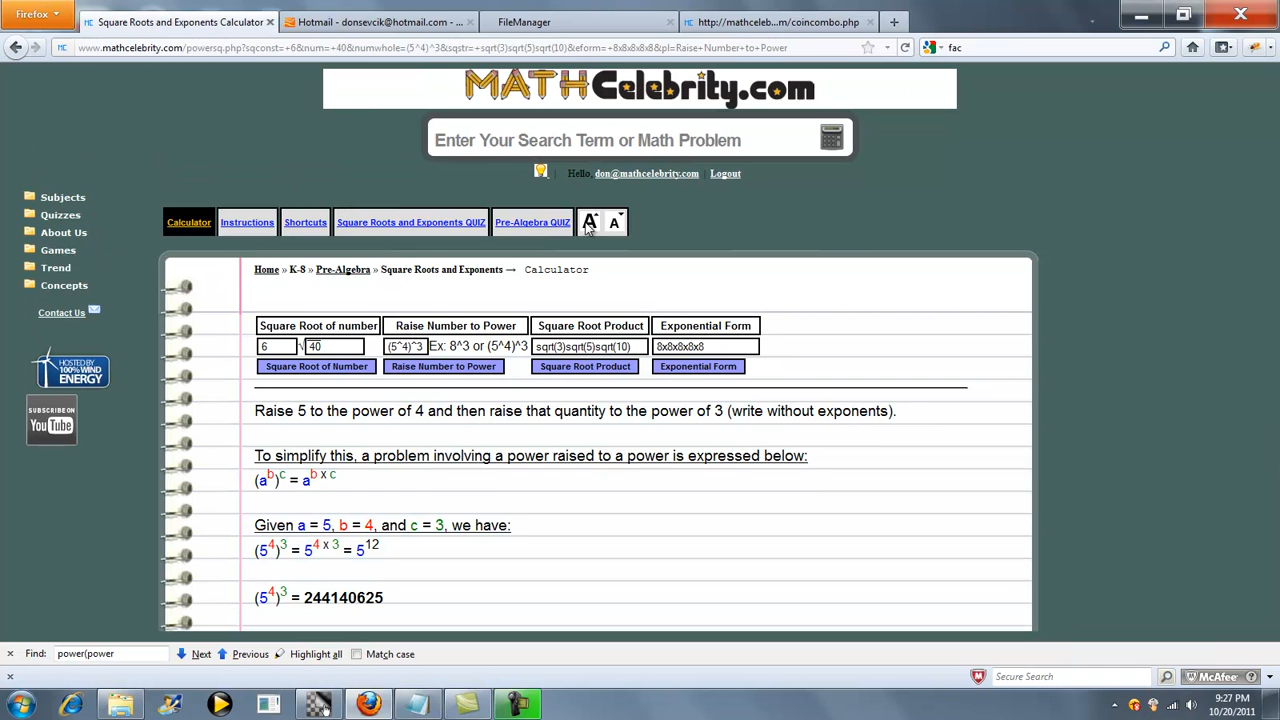 Firefox
Square Roots and Exponents Calculator
Hotmail - donsevcik@hotmail.com - ...
FileManager
http://mathceleb...m/coincombo.php
www.mathcelebrity.com/powersq.php?sqconst=+6&num=+40&numwhole=(5^4)^3&sqstr=+sqrt(3)sqrt(5)sqrt(10)&eform=+8x8x8x8x8&pl=Raise+Number+to+Power
fac
MATHCelebrity.com
Enter Your Search Term or Math Problem
| Hello, don@mathcelebrity.com | Logout
Subjects
Quizzes
About Us
Games
Trend
Concepts
Contact Us
HOSTED BY
100% WIND
ENERGY
SUBSCRIBE ON
YouTube
Calculator
Instructions
Shortcuts
Square Roots and Exponents QUIZ
Pre-Algebra QUIZ
A
A
Home » K-8 » Pre-Algebra » Square Roots and Exponents → Calculator
Square Root of number
Raise Number to Power
Square Root Product
Exponential Form
6 √ 40
(5^4)^3 Ex: 8^3 or (5^4)^3
sqrt(3)sqrt(5)sqrt(10)
8x8x8x8x8
Square Root of Number
Raise Number to Power
Square Root Product
Exponential Form
Raise 5 to the power of 4 and then raise that quantity to the power of 3 (write without exponents).
To simplify this, a problem involving a power raised to a power is expressed below:
(a^b)^c = a^b x c
Given a = 5, b = 4, and c = 3, we have:
(5^4)^3 = 5^4 x 3 = 5^12
(5^4)^3 = 244140625
Find: power(power
Next
Previous
Highlight all
Match case
Secure Search
McAfee
9:27 PM
10/20/2011